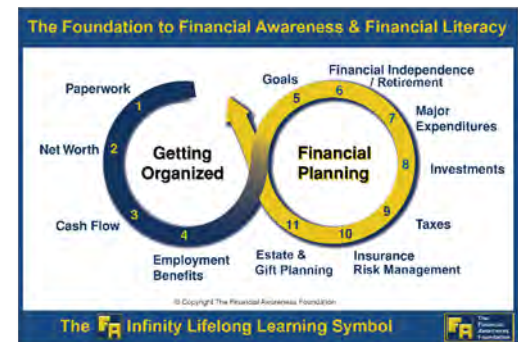 The Foundation to Financial Awareness & Financial Literacy
Paperwork
1
Net Worth
2
Cash Flow
3
Employment
Benefits
4
Getting
Organized
Goals
5
Financial Independence
/ Retirement
6
Major
Expenditures
7
Investments
8
Taxes
9
Insurance
Risk Management
10
Estate &
Gift Planning
11
Financial
Planning
© Copyright The Financial Awareness Foundation
The FA Infinity Lifelong Learning Symbol
FA
The
Financial
Awareness
Foundation